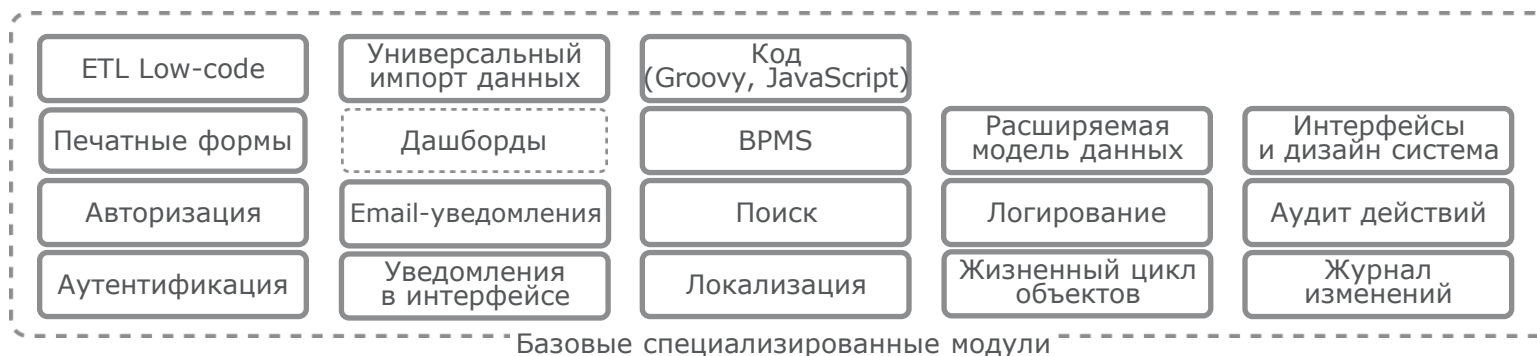 ETL Low-code
Универсальный
импорт данных
Код
(Groovy, JavaScript)
Печатные формы
Дашборды
BPMS
Расширяемая
модель данных
Интерфейсы
и дизайн система
Авторизация
Email-уведомления
Поиск
Логирование
Аудит действий
Аутентификация
Уведомления
в интерфейсе
Локализация
Жизненный цикл
объектов
Журнал
изменений
Базовые специализированные модули